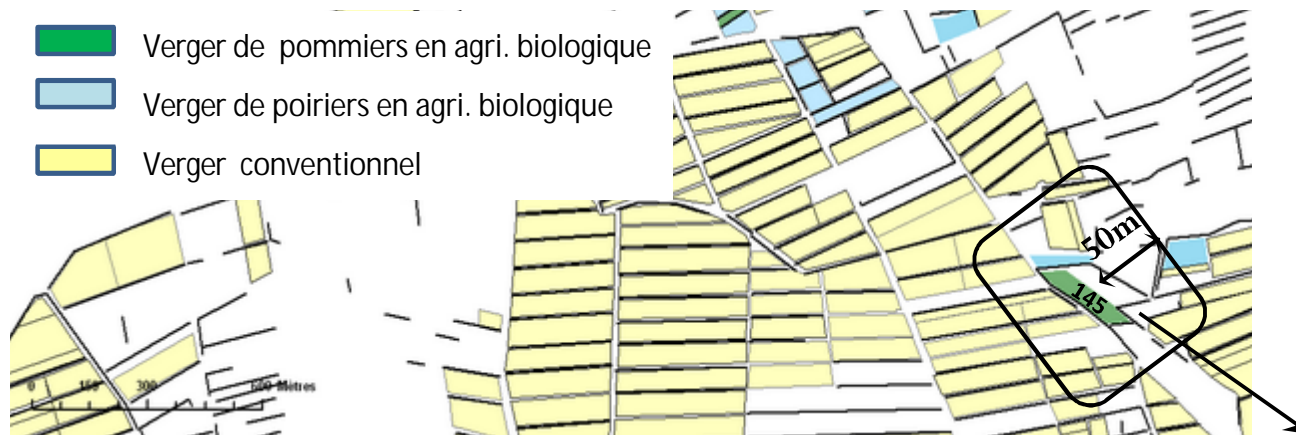 Verger de pommiers en agri. biologique
Verger de poiriers en agri. biologique
Verger conventionnel
50m
145
0 150 300 600 Mètres